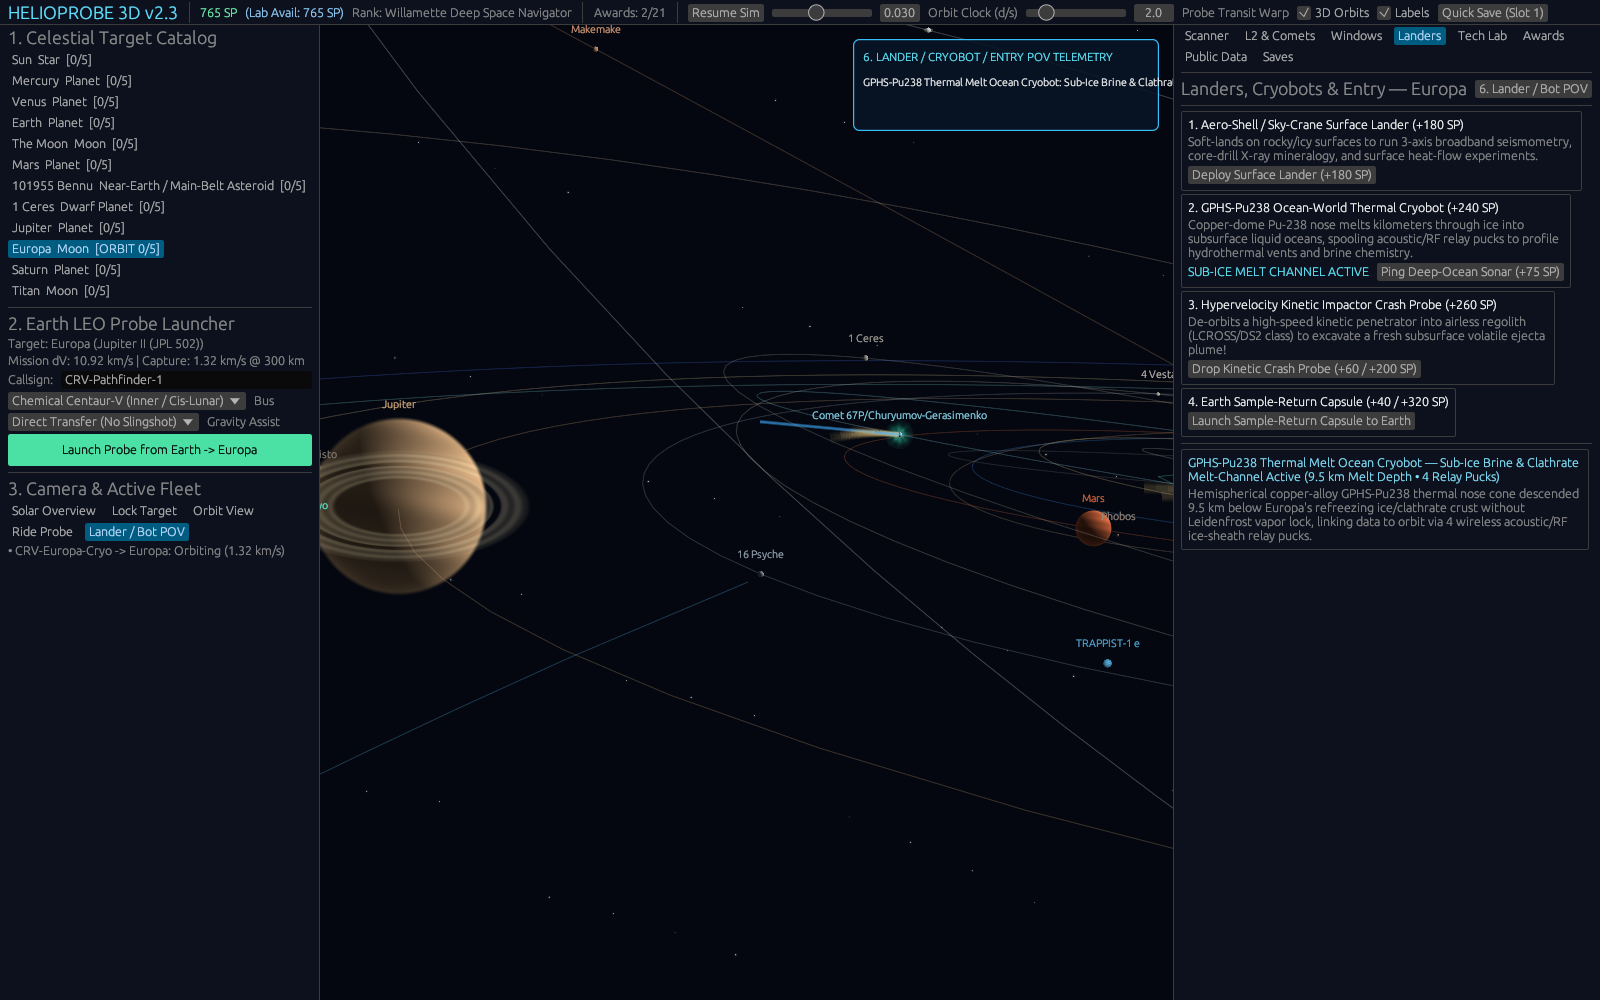 HELIOPROBE 3D v2.3
765 SP (Lab Avail: 765 SP) Rank: Willamette Deep Space Navigator Awards: 2/21 Resume Sim 0.030 Orbit Clock (d/s) 2.0 Probe Transit Warp 3D Orbits Labels Quick Save (Slot 1)
1. Celestial Target Catalog
Sun Star [0/5]
Mercury Planet [0/5]
Venus Planet [0/5]
Earth Planet [0/5]
The Moon Moon [0/5]
Mars Planet [0/5]
101955 Bennu Near-Earth / Main-Belt Asteroid [0/5]
1 Ceres Dwarf Planet [0/5]
Jupiter Planet [0/5]
Europa Moon [ORBIT 0/5]
Saturn Planet [0/5]
Titan Moon [0/5]
2. Earth LEO Probe Launcher
Target: Europa (Jupiter II (JPL 502))
Mission dV: 10.92 km/s | Capture: 1.32 km/s @ 300 km
Callsign: CRV-Pathfinder-1
Chemical Centaur-V (Inner / Cis-Lunar) Bus
Direct Transfer (No Slingshot) Gravity Assist
Launch Probe from Earth -> Europa
3. Camera & Active Fleet
Solar Overview Lock Target Orbit View
Ride Probe Lander / Bot POV
• CRV-Europa-Cryo -> Europa: Orbiting (1.32 km/s)
Makemake
6. LANDER / CRYOBOT / ENTRY POV TELEMETRY
GPHS-Pu238 Thermal Melt Ocean Cryobot: Sub-Ice Brine & Clathra
1 Ceres
4 Vesta
Jupiter
Comet 67P/Churyumov-Gerasimenko
isto
yo
Mars
Phobos
16 Psyche
TRAPPIST-1 e
Scanner L2 & Comets Windows Landers Tech Lab Awards
Public Data Saves
Landers, Cryobots & Entry — Europa 6. Lander / Bot POV
1. Aero-Shell / Sky-Crane Surface Lander (+180 SP)
Soft-lands on rocky/icy surfaces to run 3-axis broadband seismometry,
core-drill X-ray mineralogy, and surface heat-flow experiments.
Deploy Surface Lander (+180 SP)
2. GPHS-Pu238 Ocean-World Thermal Cryobot (+240 SP)
Copper-dome Pu-238 nose melts kilometers through ice into
subsurface liquid oceans, spooling acoustic/RF relay pucks to profile
hydrothermal vents and brine chemistry.
SUB-ICE MELT CHANNEL ACTIVE Ping Deep-Ocean Sonar (+75 SP)
3. Hypervelocity Kinetic Impactor Crash Probe (+260 SP)
De-orbits a high-speed kinetic penetrator into airless regolith
(LCROSS/DS2 class) to excavate a fresh subsurface volatile ejecta
plume!
Drop Kinetic Crash Probe (+60 / +200 SP)
4. Earth Sample-Return Capsule (+40 / +320 SP)
Launch Sample-Return Capsule to Earth
GPHS-Pu238 Thermal Melt Ocean Cryobot — Sub-Ice Brine & Clathrate
Melt-Channel Active (9.5 km Melt Depth • 4 Relay Pucks)
Hemispherical copper-alloy GPHS-Pu238 thermal nose cone descended
9.5 km below Europa's refreezing ice/clathrate crust without
Leidenfrost vapor lock, linking data to orbit via 4 wireless acoustic/RF
ice-sheath relay pucks.